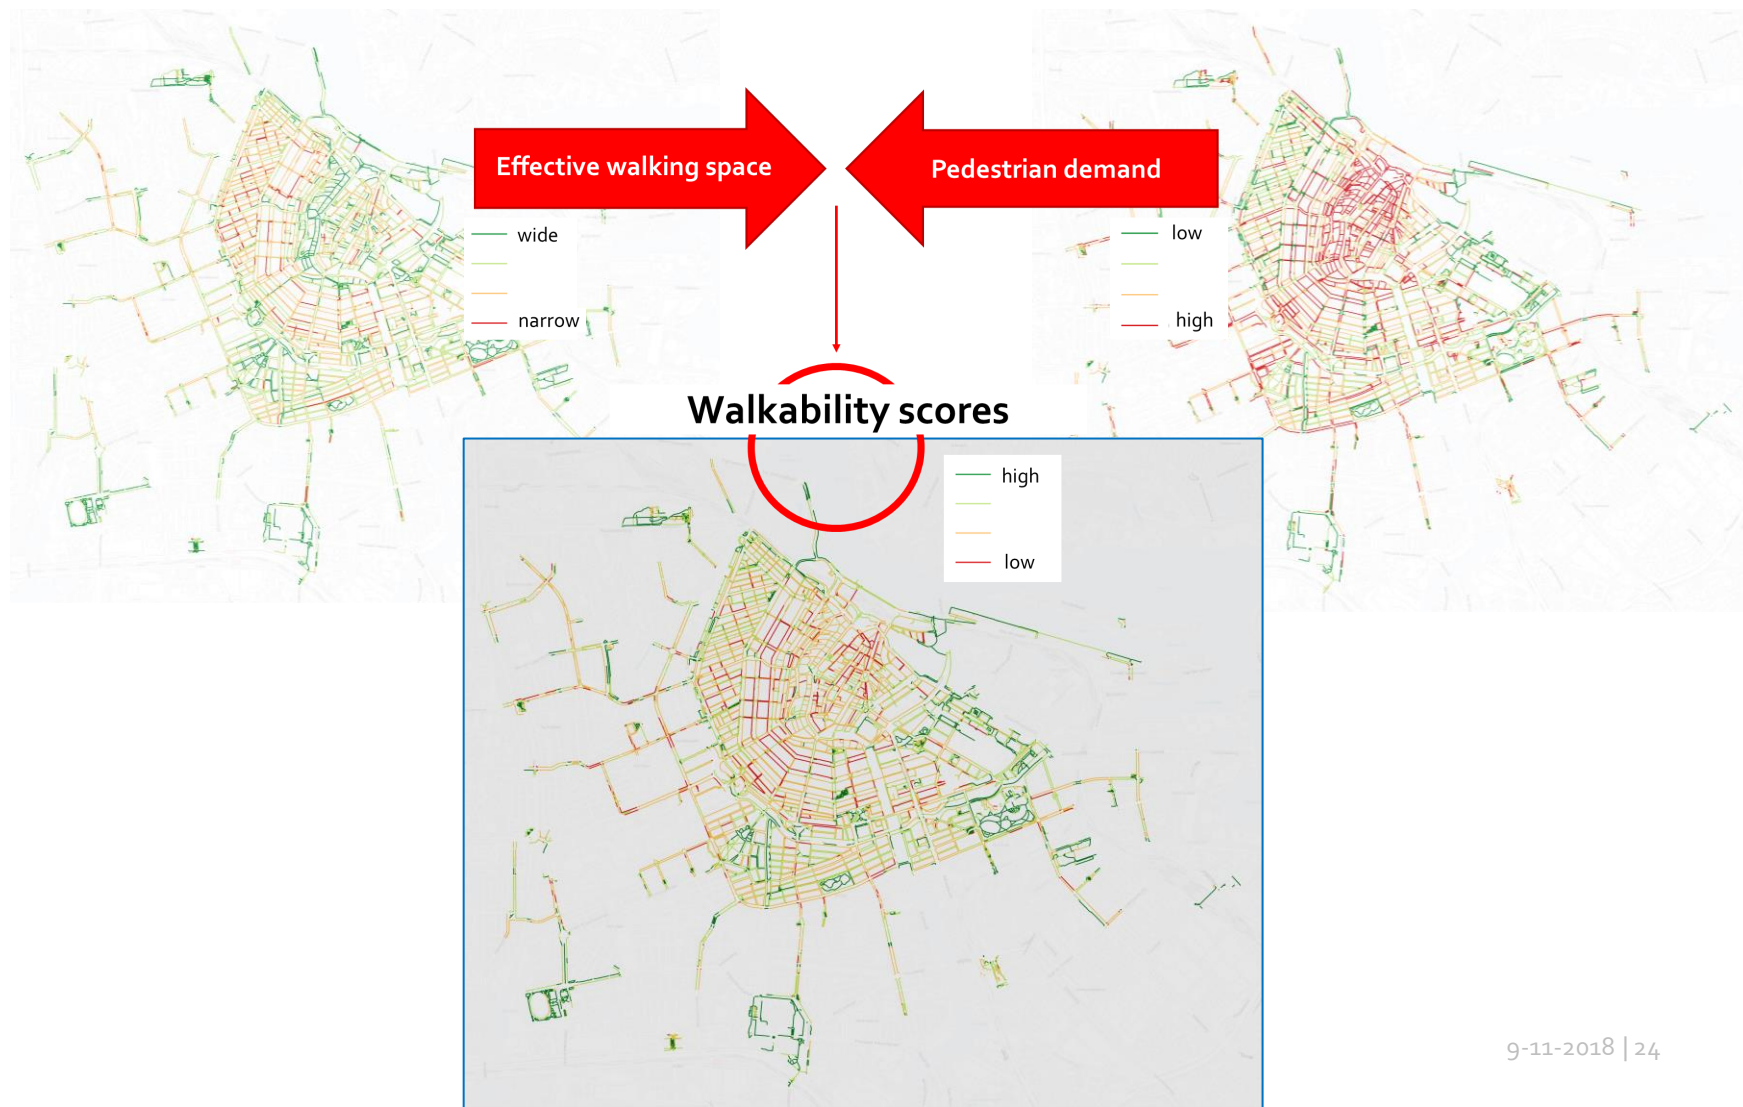 Effective walking space
Pedestrian demand
wide
narrow
low
high
Walkability scores
high
low
9-11-2018 | 24